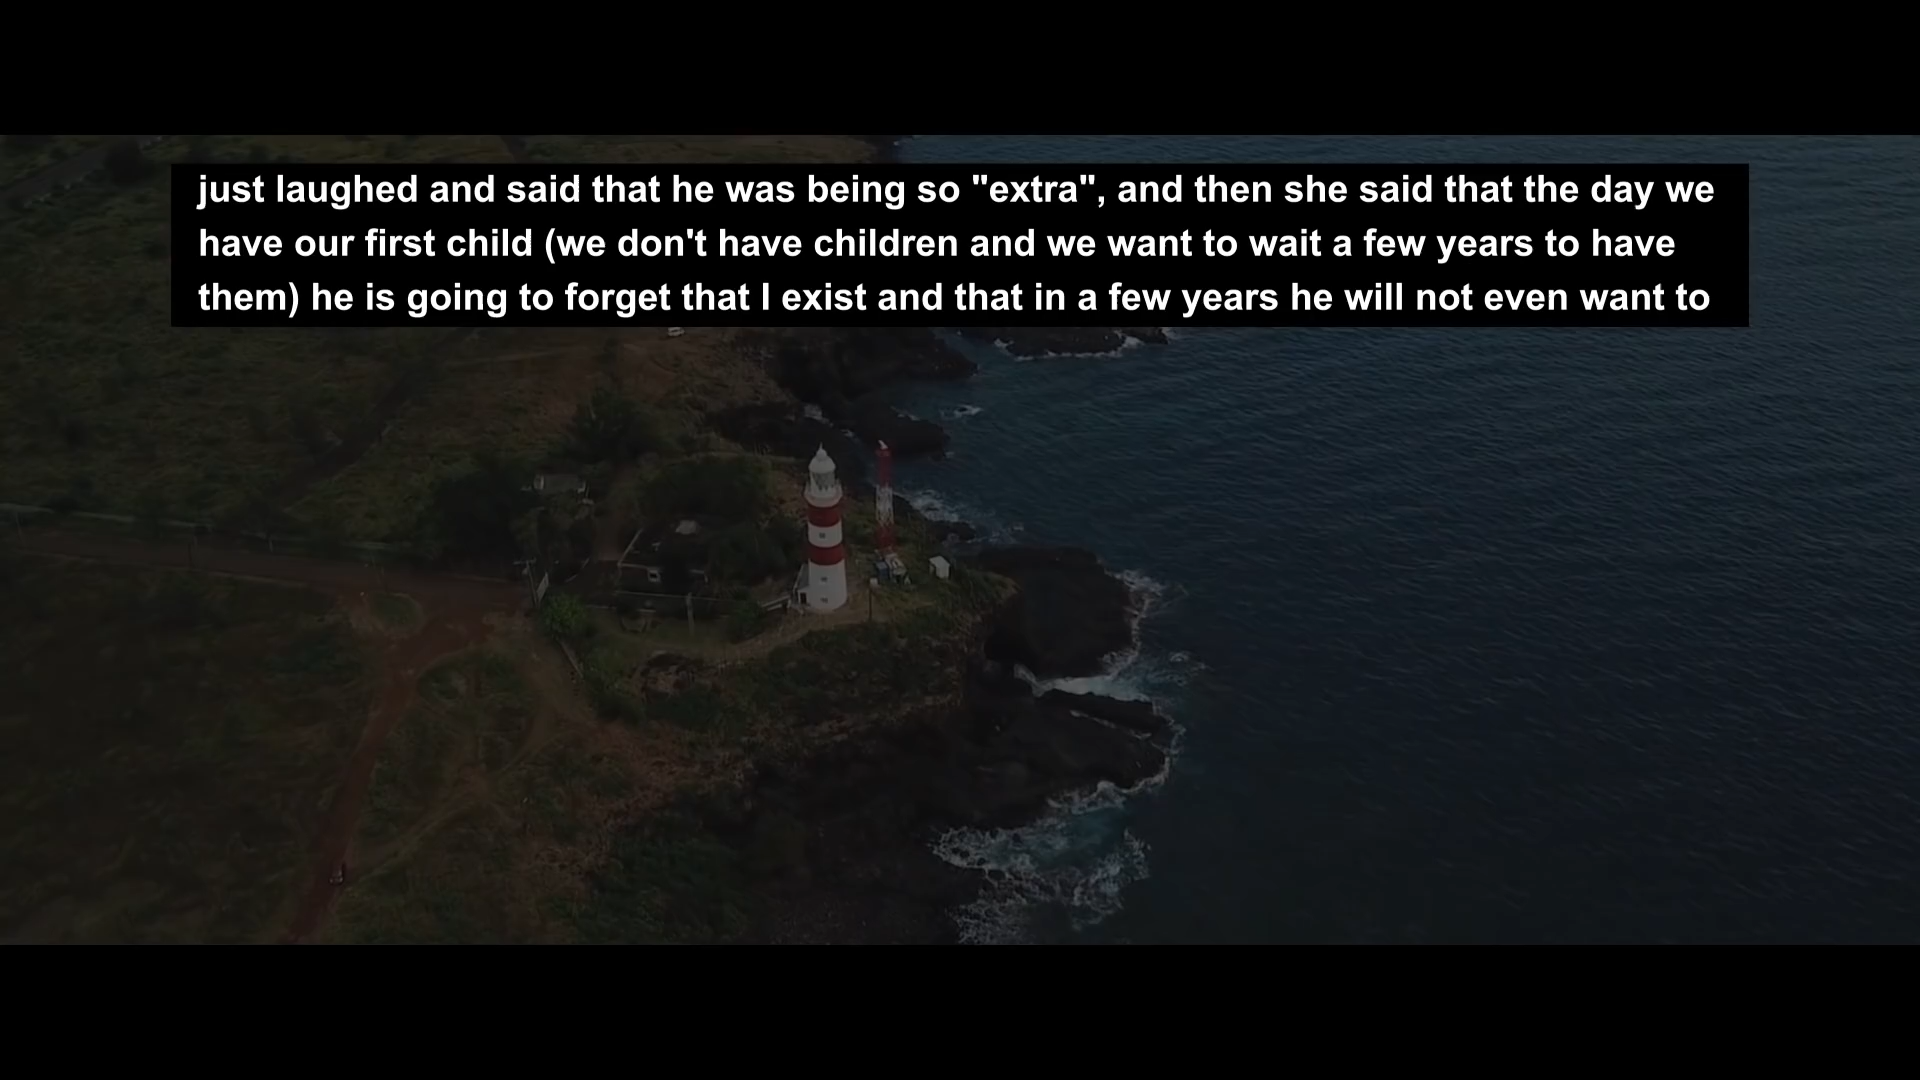 just laughed and said that he was being so "extra", and then she said that the day we
have our first child (we don't have children and we want to wait a few years to have
them) he is going to forget that I exist and that in a few years he will not even want to